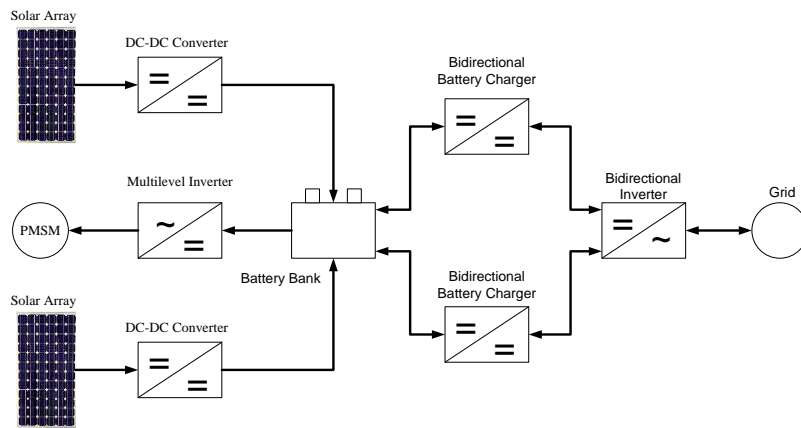 Solar Array
DC-DC Converter
Bidirectional
Battery Charger
Multilevel Inverter
Bidirectional
Inverter
Grid
PMSM
Battery Bank
Solar Array
DC-DC Converter
Bidirectional
Battery Charger